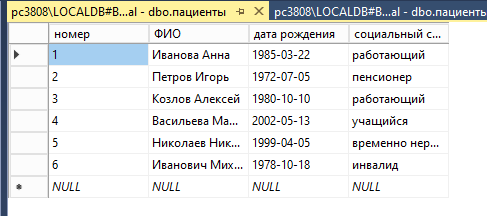 pc3808\LOCALDB#B...al - dbo.пациенты pc3808\LOCALDB#B...al - dbo.пациенты
номер ФИО дата рождения социальный с...
1 Иванова Анна 1985-03-22 работающий
2 Петров Игорь 1972-07-05 пенсионер
3 Козлов Алексей 1980-10-10 работающий
4 Васильева Ма... 2002-05-13 учащийся
5 Николаев Ник... 1999-04-05 временно нер...
6 Иванович Мих... 1978-10-18 инвалид
NULL NULL NULL NULL